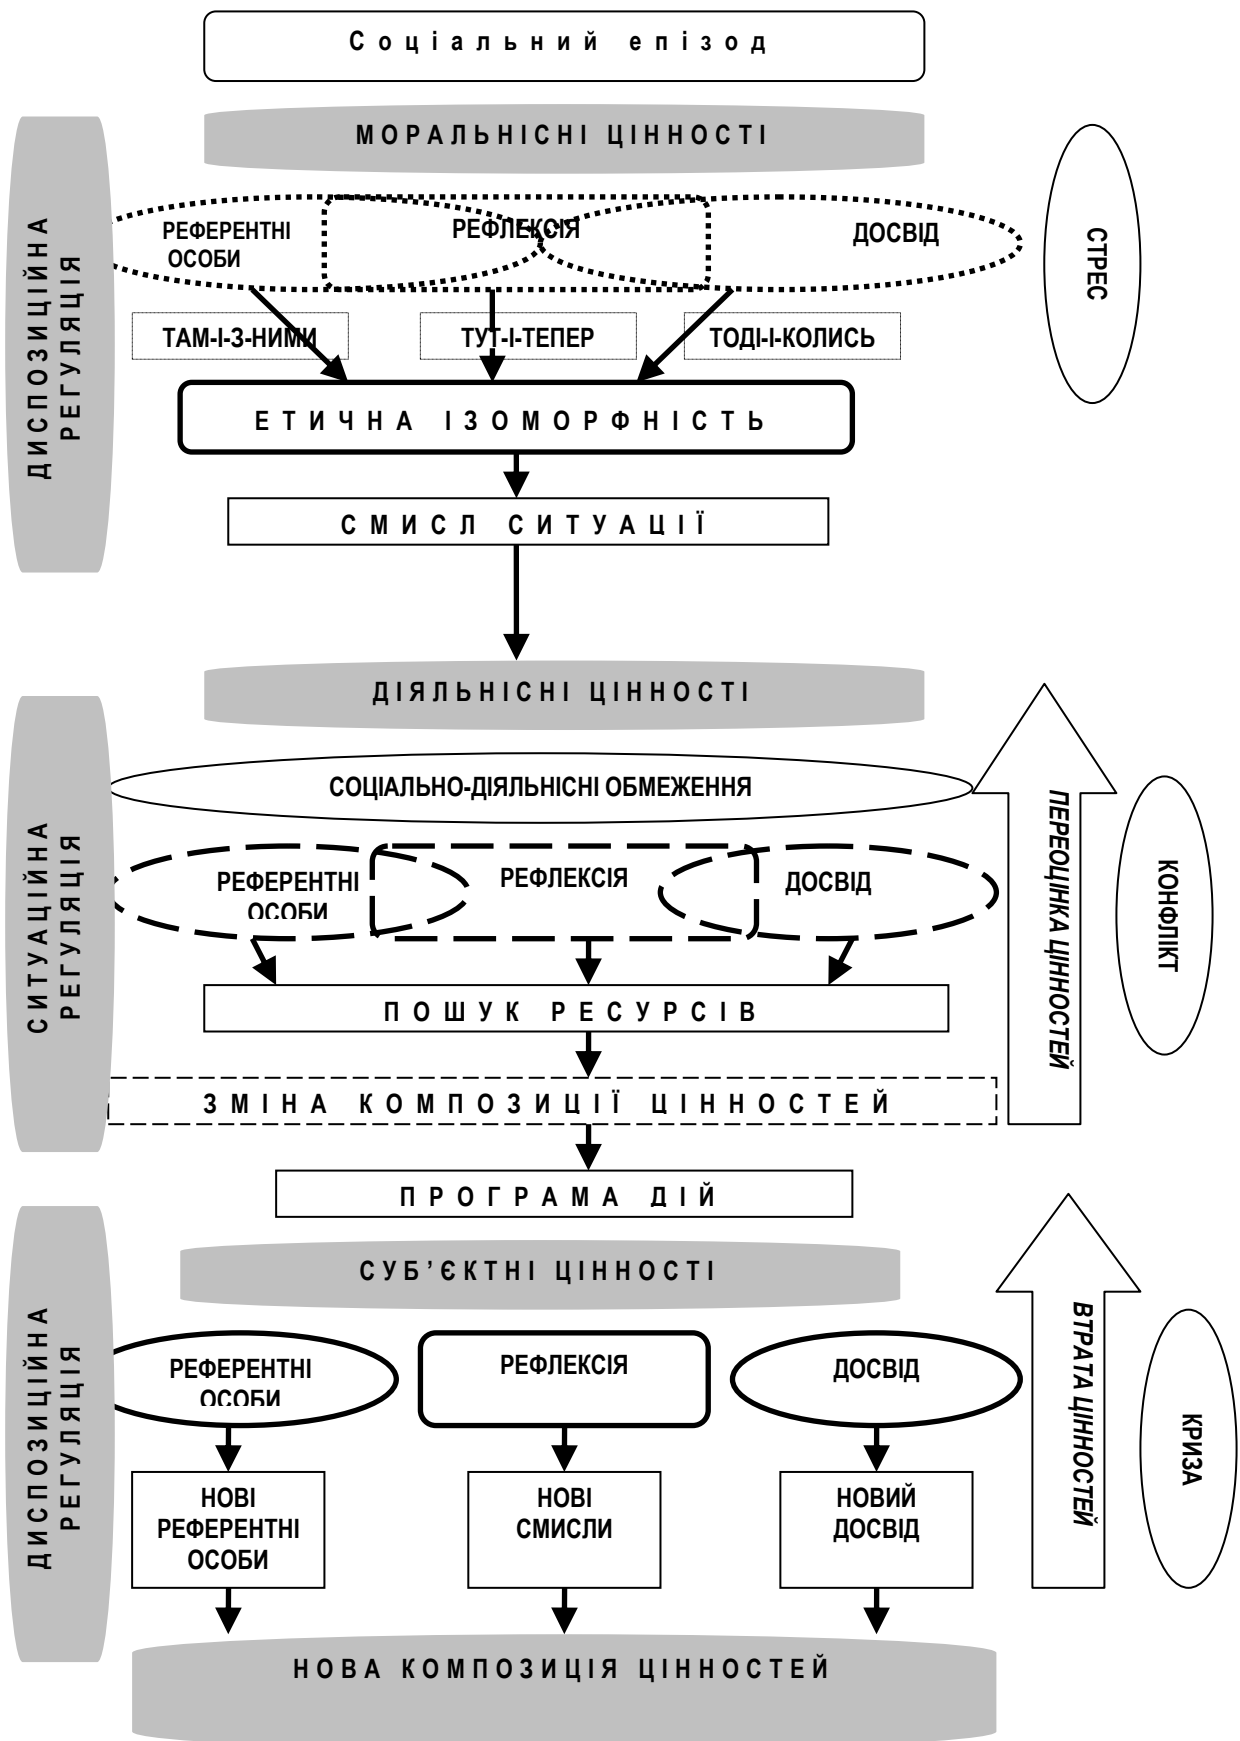 Соціальний епізод
МОРАЛЬНІСНІ ЦІННОСТІ
ДИСПОЗИЦІЙНА
РЕГУЛЯЦІЯ
РЕФЕРЕНТНІ
ОСОБИ
РЕФЛЕКСІЯ
ДОСВІД
СТРЕС
ТАМ-І-З-НИМИ
ТУТ-І-ТЕПЕР
ТОДІ-І-КОЛИСЬ
ЕТИЧНА ІЗОМОРФНІСТЬ
СМИСЛ СИТУАЦІЇ
ДІЯЛЬНІСНІ ЦІННОСТІ
СИТУАЦІЙНА
РЕГУЛЯЦІЯ
СОЦІАЛЬНО-ДІЯЛЬНІСНІ ОБМЕЖЕННЯ
РЕФЕРЕНТНІ
ОСОБИ
РЕФЛЕКСІЯ
ДОСВІД
ПЕРЕОЦІНКА ЦІННОСТЕЙ
КОНФЛІКТ
ПОШУК РЕСУРСІВ
ЗМІНА КОМПОЗИЦІЇ ЦІННОСТЕЙ
ПРОГРАМА ДІЙ
СУБ’ЄКТНІ ЦІННОСТІ
ДИСПОЗИЦІЙНА
РЕГУЛЯЦІЯ
РЕФЕРЕНТНІ
ОСОБИ
РЕФЛЕКСІЯ
ДОСВІД
ВТРАТА ЦІННОСТЕЙ
КРИЗА
НОВІ
РЕФЕРЕНТНІ
ОСОБИ
НОВІ
СМИСЛИ
НОВИЙ
ДОСВІД
НОВА КОМПОЗИЦІЯ ЦІННОСТЕЙ